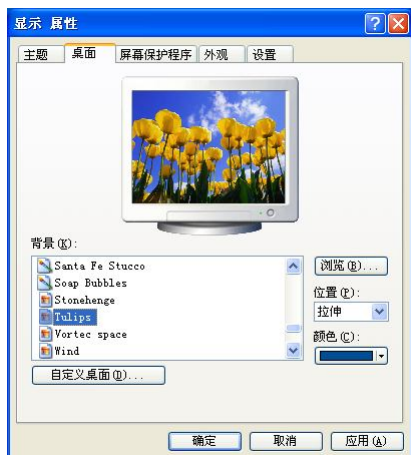 显示 属性
主题 桌面 屏幕保护程序 外观 设置
背景(K):
Santa Fe Stucco
Soap Bubbles
Stonehenge
Tulips
Vortec space
Wind
浏览(B)...
位置(P):
拉伸
颜色(C):
自定义桌面(D)...
确定 取消 应用(A)